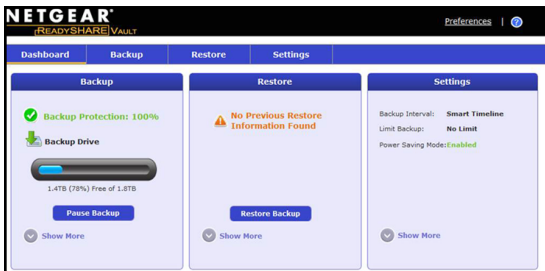 NETGEAR®
READYSHARE VAULT
Preferences | ?
Dashboard Backup Restore Settings
Backup
Backup Protection: 100%
Backup Drive
1.4TB (78%) Free of 1.8TB
Pause Backup
Show More
Restore
No Previous Restore
Information Found
Restore Backup
Show More
Settings
Backup Interval: Smart Timeline
Limit Backup: No Limit
Power Saving Mode: Enabled
Show More